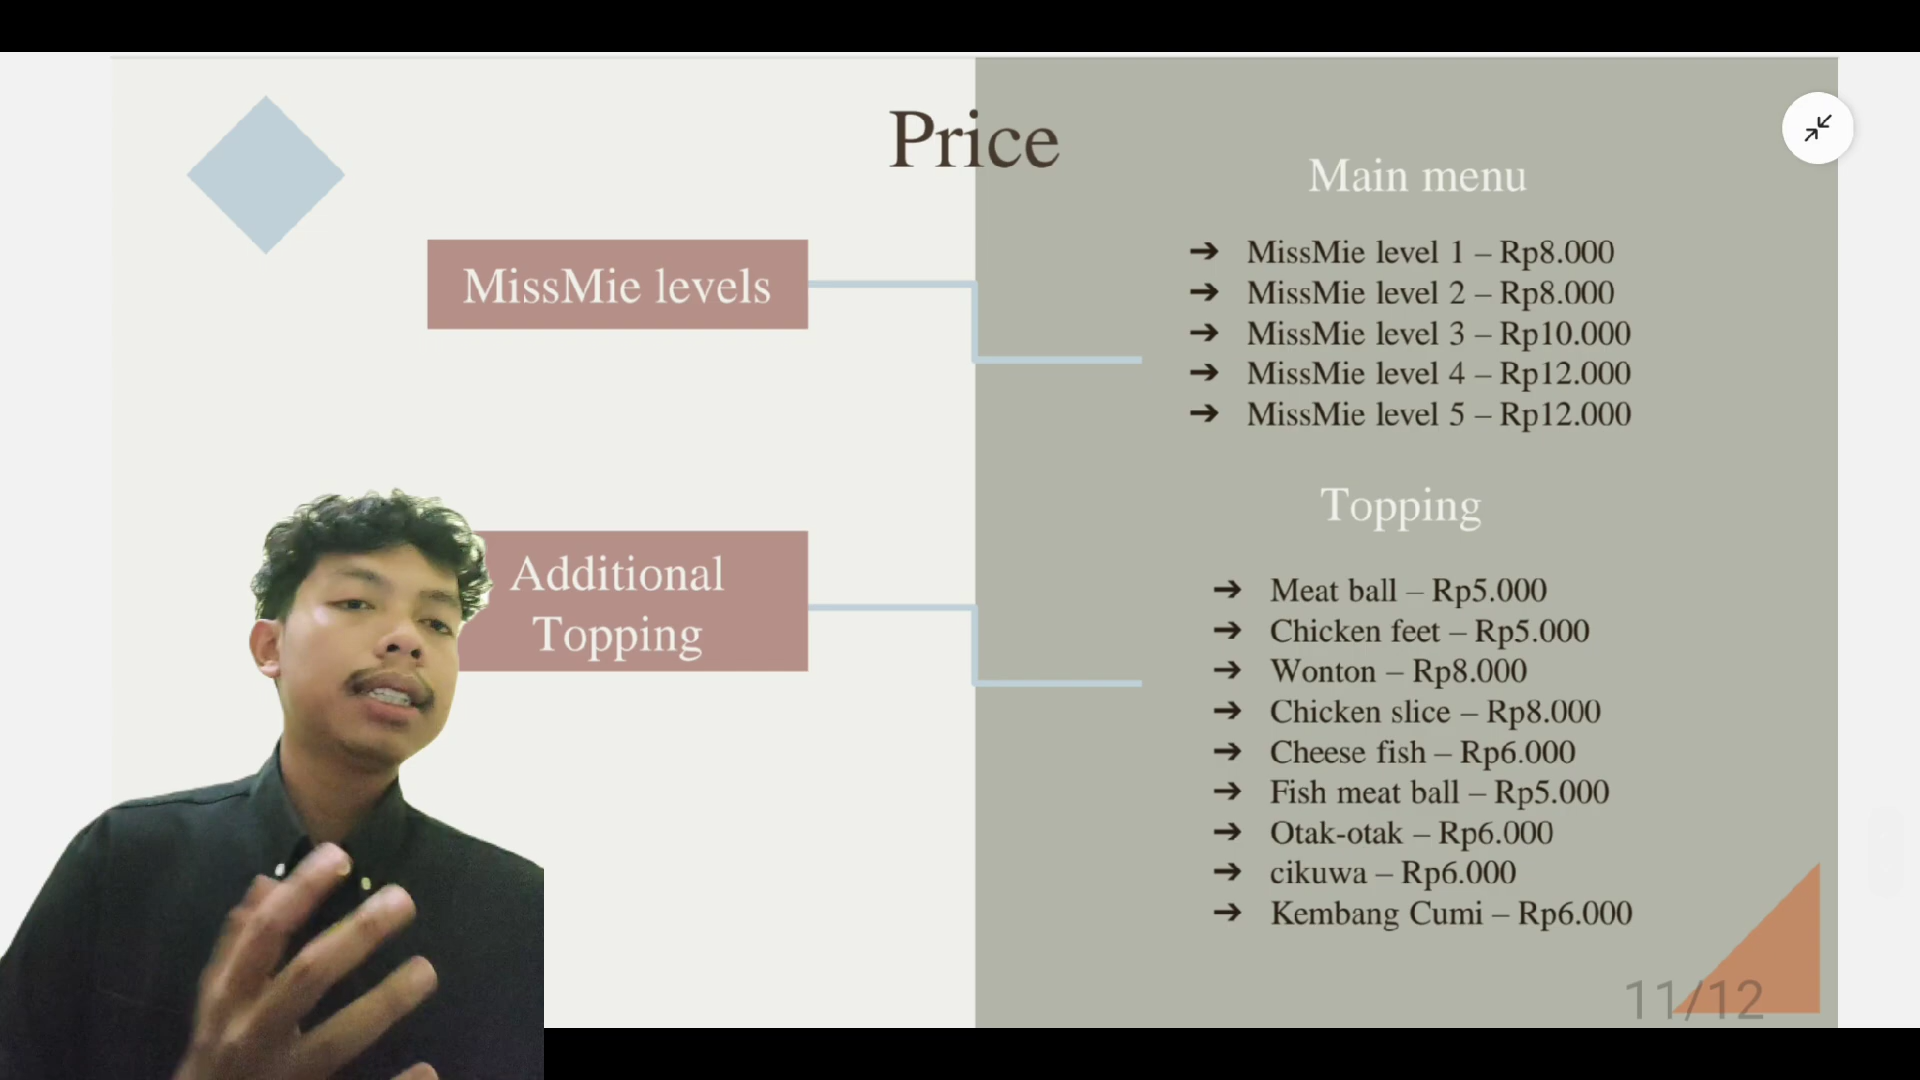 Price
MissMie levels
Main menu
➔ MissMie level 1 – Rp8.000
➔ MissMie level 2 – Rp8.000
➔ MissMie level 3 – Rp10.000
➔ MissMie level 4 – Rp12.000
➔ MissMie level 5 – Rp12.000
Additional
Topping
Topping
➔ Meat ball – Rp5.000
➔ Chicken feet – Rp5.000
➔ Wonton – Rp8.000
➔ Chicken slice – Rp8.000
➔ Cheese fish – Rp6.000
➔ Fish meat ball – Rp5.000
➔ Otak-otak – Rp6.000
➔ cikuwa – Rp6.000
➔ Kembang Cumi – Rp6.000
11/12